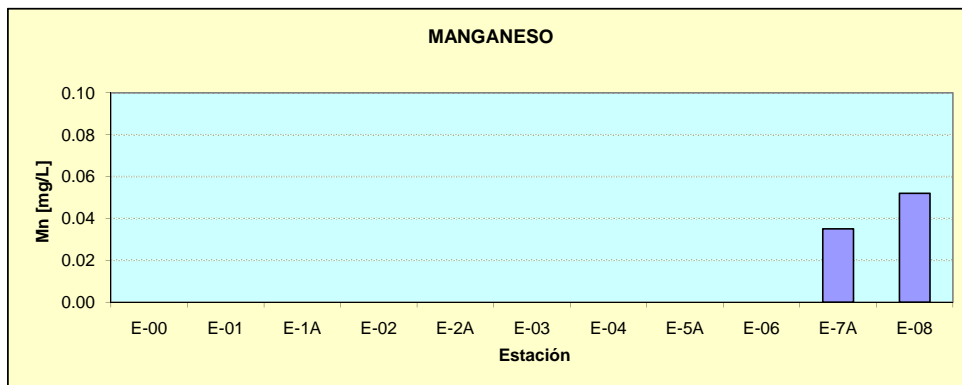 MANGANESO
0.10
0.08
0.06
0.04
0.02
0.00
Mn [mg/L]
E-00 E-01 E-1A E-02 E-2A E-03 E-04 E-5A E-06 E-7A E-08
Estación